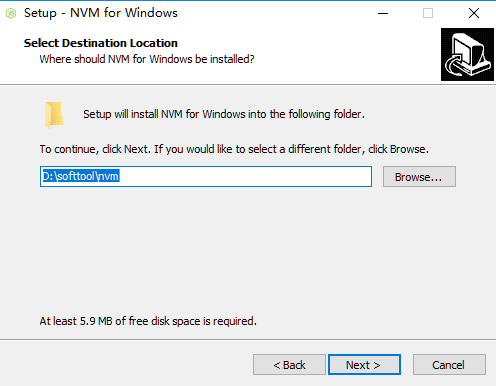 Setup - NVM for Windows
Select Destination Location
Where should NVM for Windows be installed?
Setup will install NVM for Windows into the following folder.
To continue, click Next. If you would like to select a different folder, click Browse.
D:\softtool\nvm
Browse...
At least 5.9 MB of free disk space is required.
< Back
Next >
Cancel